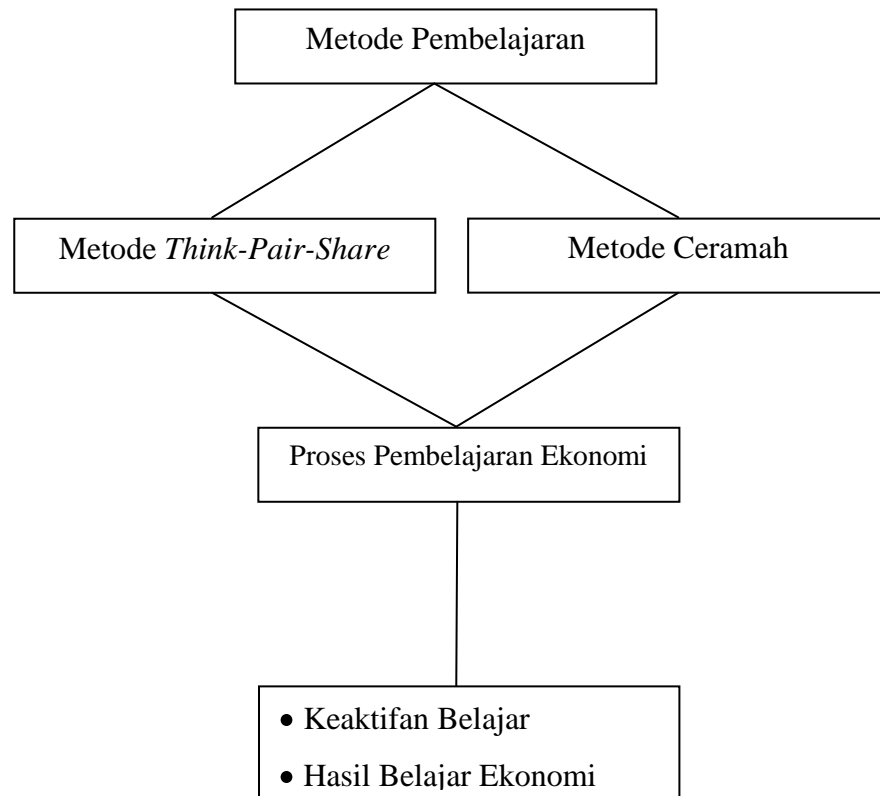 Metode Pembelajaran
Metode Think-Pair-Share
Metode Ceramah
Proses Pembelajaran Ekonomi
• Keaktifan Belajar
• Hasil Belajar Ekonomi